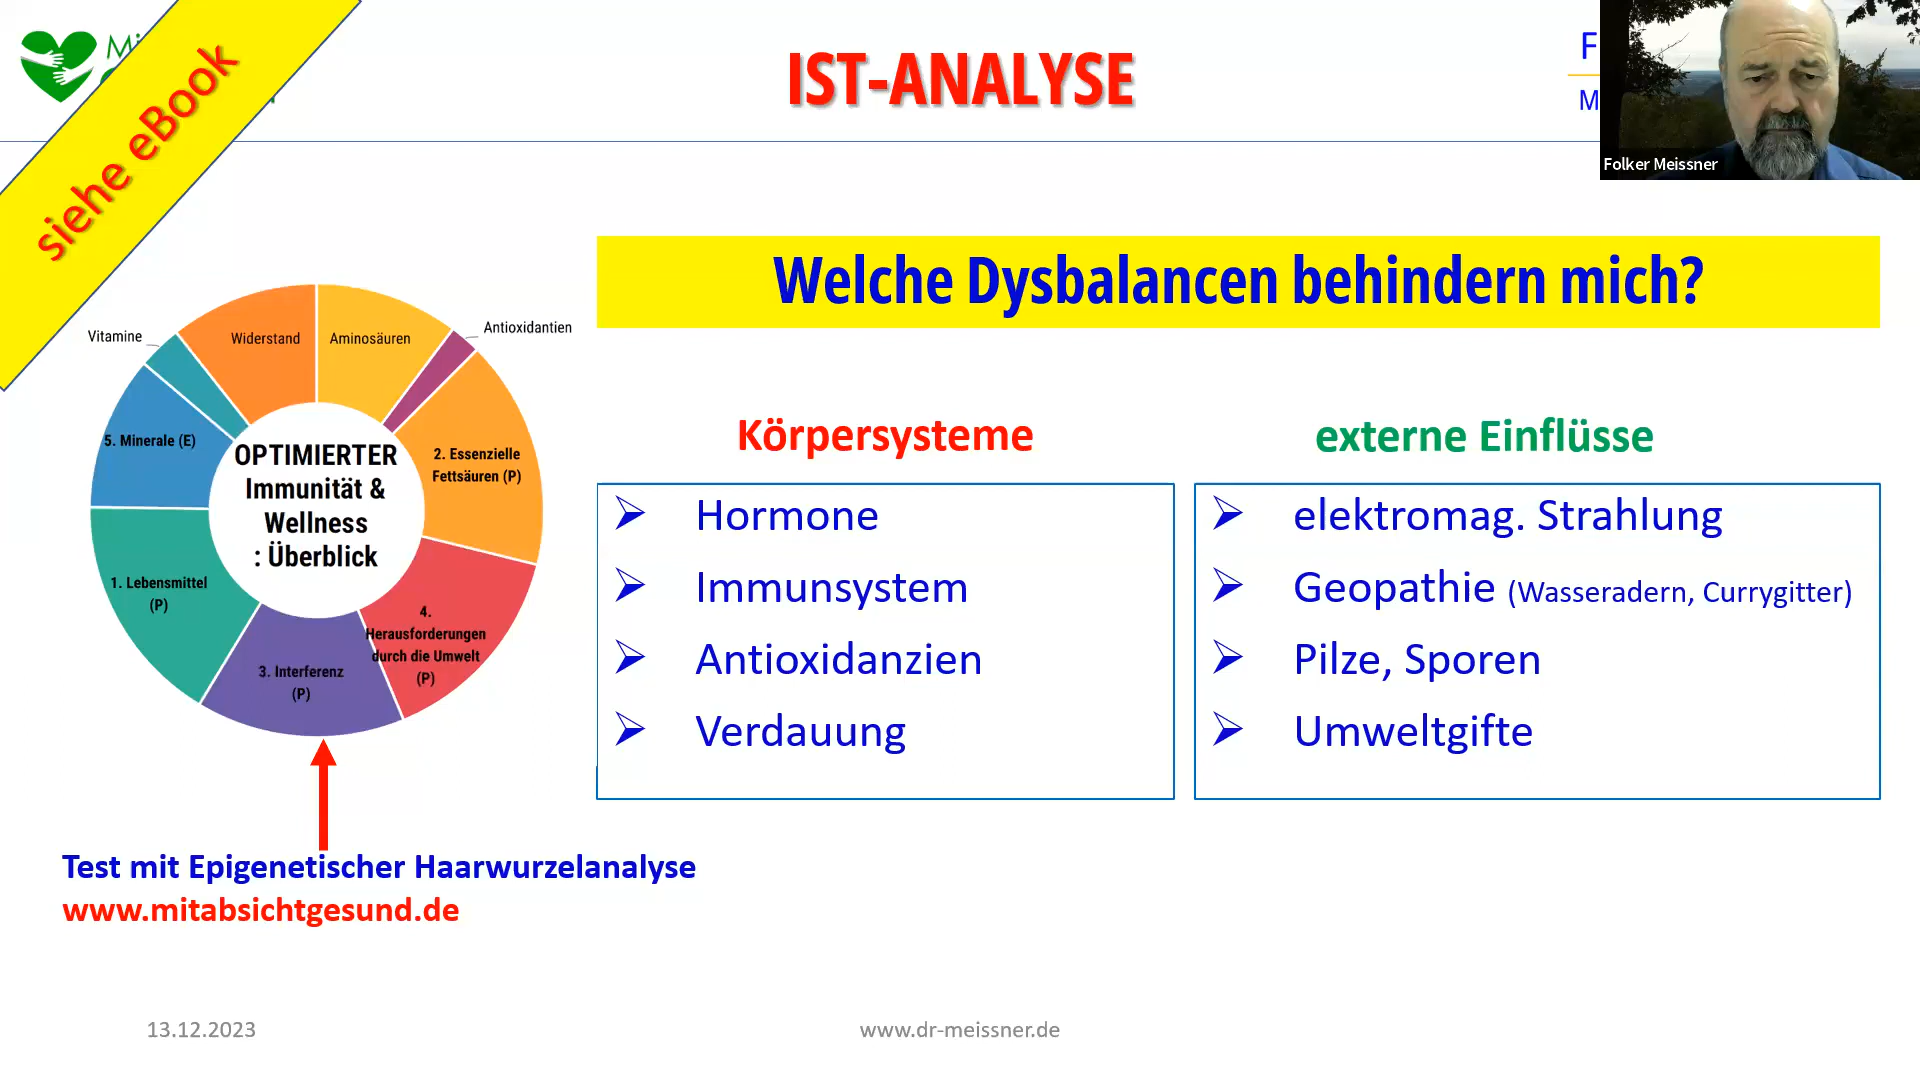 siehe eBook
IST-ANALYSE
Folker Meissner
Welche Dysbalancen behindern mich?
Vitamine
Widerstand
Aminosäuren
Antioxidantien
5. Minerale (E)
2. Essenzielle
Fettsäuren (P)
OPTIMIERTER
Immunität &
Wellness
: Überblick
1. Lebensmittel
(P)
4.
Herausforderungen
durch die Umwelt
(P)
3. Interferenz
(P)
Körpersysteme
Hormone
Immunsystem
Antioxidanzien
Verdauung
externe Einflüsse
elektromag. Strahlung
Geopathie (Wasseradern, Currygitter)
Pilze, Sporen
Umweltgifte
Test mit Epigenetischer Haarwurzelanalyse
www.mitabsichtgesund.de
13.12.2023
www.dr-meissner.de